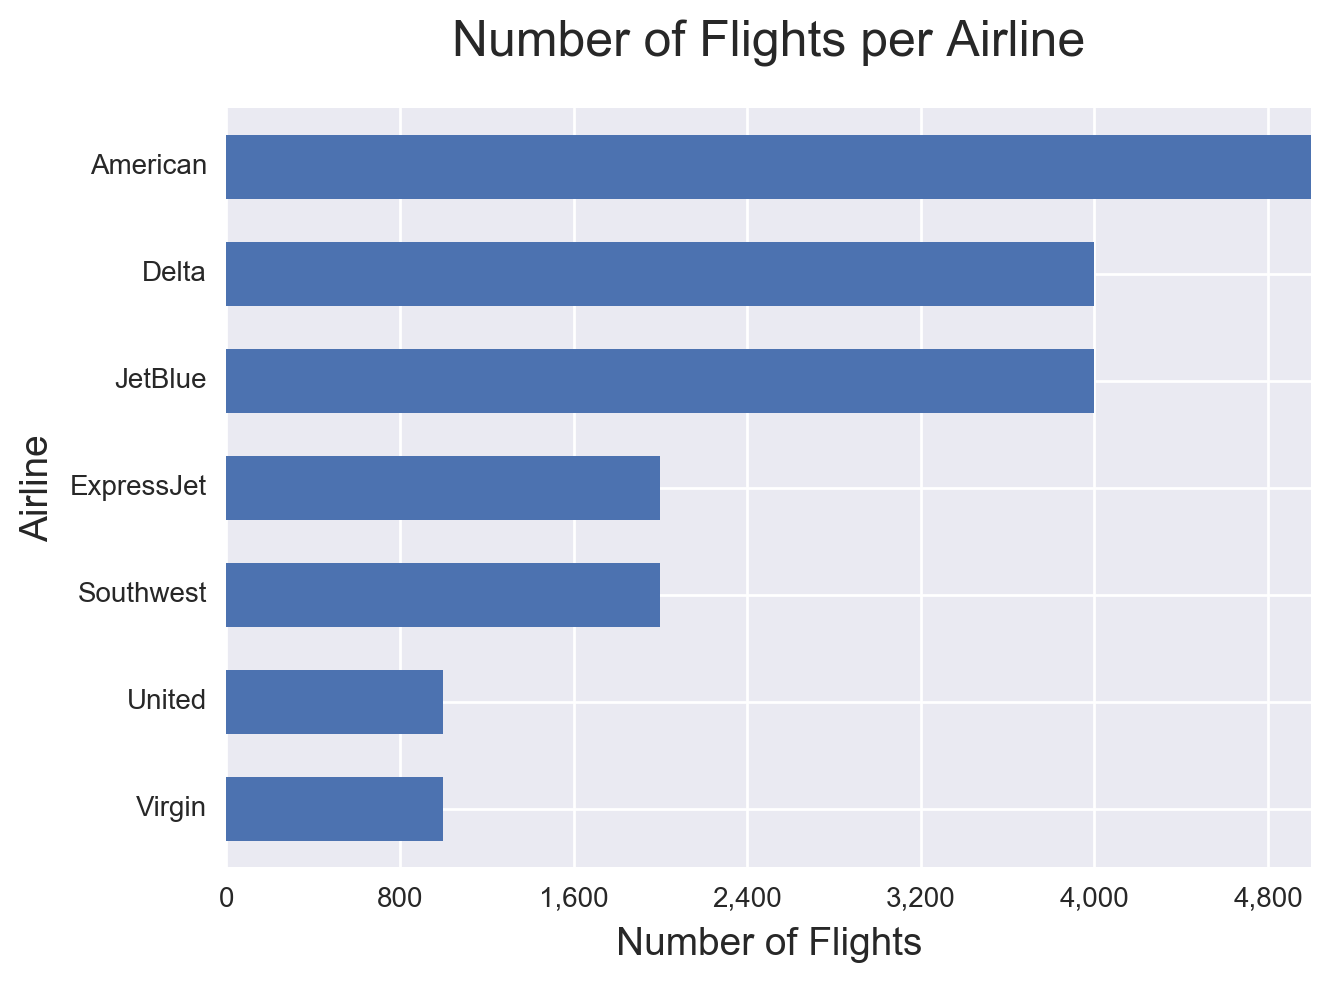 Number of Flights per Airline
American
Delta
JetBlue
ExpressJet
Southwest
United
Virgin
Airline
0 800 1,600 2,400 3,200 4,000 4,800
Number of Flights